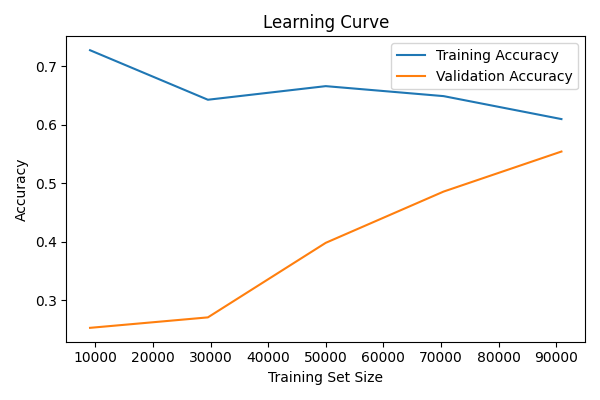 Learning Curve
Training Accuracy
Validation Accuracy
0.7
0.6
0.5
0.4
0.3
Accuracy
10000 20000 30000 40000 50000 60000 70000 80000 90000
Training Set Size